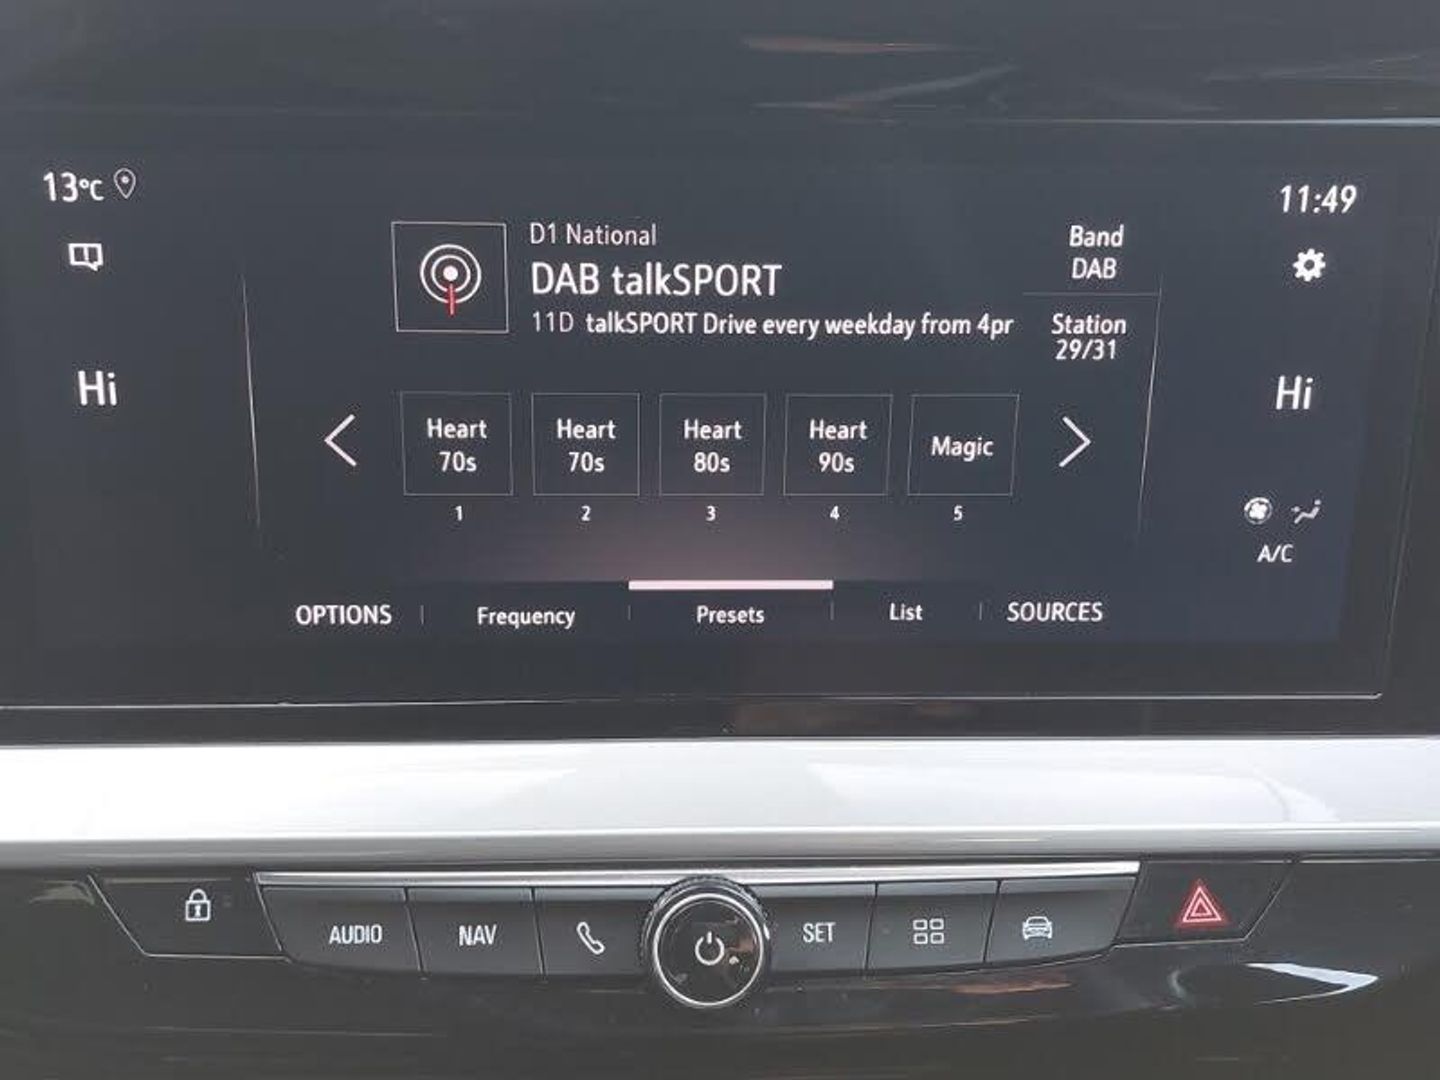 13°C
11:49
D1 National
DAB talkSPORT
11D talkSPORT Drive every weekday from 4pr
Band
DAB
Station
29/31
Hi
Hi
Heart
70s
Heart
70s
Heart
80s
Heart
90s
Magic
1
2
3
4
5
A/C
OPTIONS
Frequency
Presets
List
SOURCES
AUDIO
NAV
SET